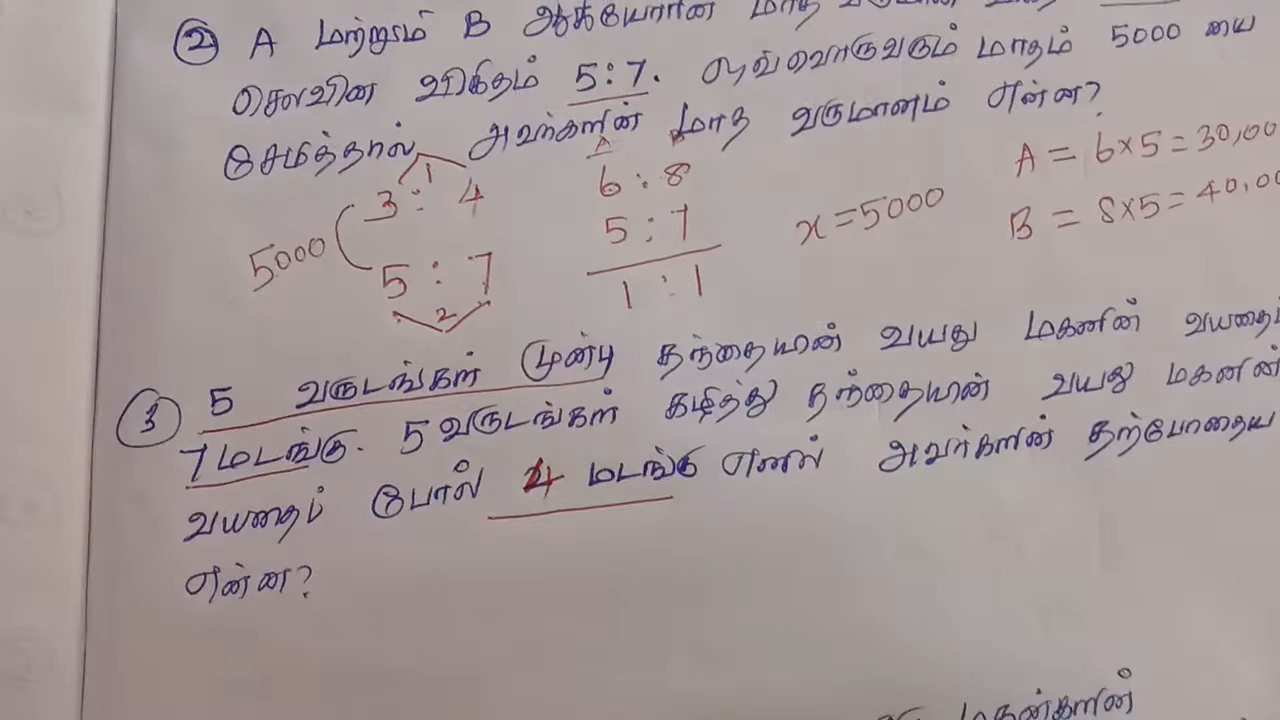 ② A மற்றும் B ஆகியோரின் மாத
செலவின் விகிதம் 5:7. ஒவ்வொருவரும் மாதம் 5000 யை
சேமித்தால் அவர்களின் மாத வருமானம் என்ன?
A B
1
3 : 4
6 : 8
A = 6×5=30,00
5000
5 : 7
5 : 7
x=5000
B = 8×5=40,00
2
1 : 1
③ 5 வருடங்கள் முன்பு தந்தையின் வயது மகனின் வயதைப்
7 மடங்கு. 5 வருடங்கள் கழித்து தந்தையின் வயது மகனின்
வயதைப் போல் 4 மடங்கு எனில் அவர்களின் தற்போதைய
என்ன?
மகன்களின்